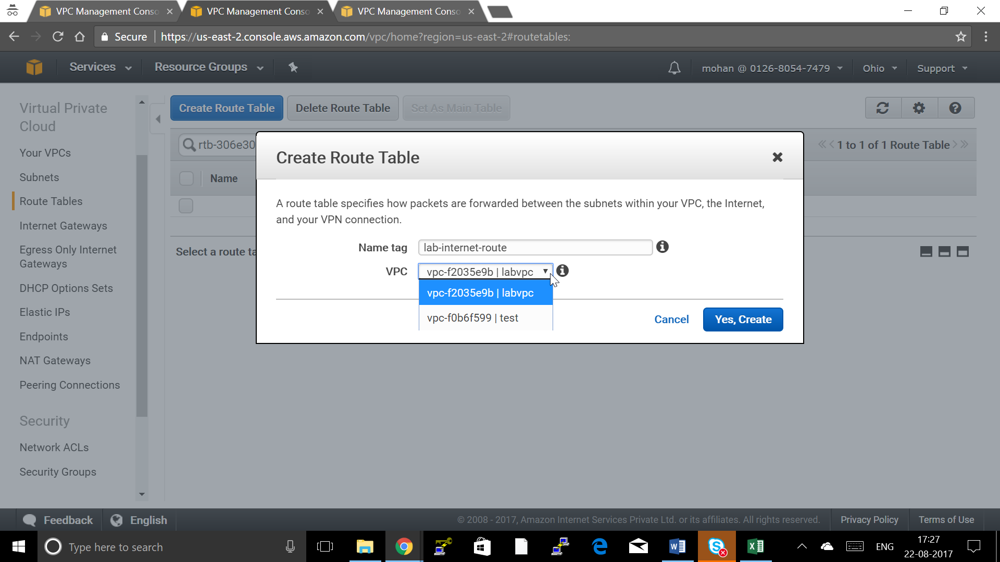 VPC Management Conso
VPC Management Conso
VPC Management Conso
Secure
https://us-east-2.console.aws.amazon.com/vpc/home?region=us-east-2#routetables:
Services
Resource Groups
mohan @ 0126-8054-7479
Ohio
Support
Virtual Private
Cloud
Your VPCs
Subnets
Route Tables
Internet Gateways
Egress Only Internet
Gateways
DHCP Options Sets
Elastic IPs
Endpoints
NAT Gateways
Peering Connections
Security
Network ACLs
Security Groups
Create Route Table
Delete Route Table
Set As Main Table
rtb-306e30
1 to 1 of 1 Route Table
Name
Select a route ta
Create Route Table
A route table specifies how packets are forwarded between the subnets within your VPC, the Internet,
and your VPN connection.
Name tag
lab-internet-route
VPC
vpc-f2035e9b | labvpc
vpc-f2035e9b | labvpc
vpc-f0b6f599 | test
Cancel
Yes, Create
Feedback
English
© 2008 - 2017, Amazon Internet Services Private Ltd. or its affiliates. All rights reserved.
Privacy Policy
Terms of Use
Type here to search
ENG
17:27
22-08-2017